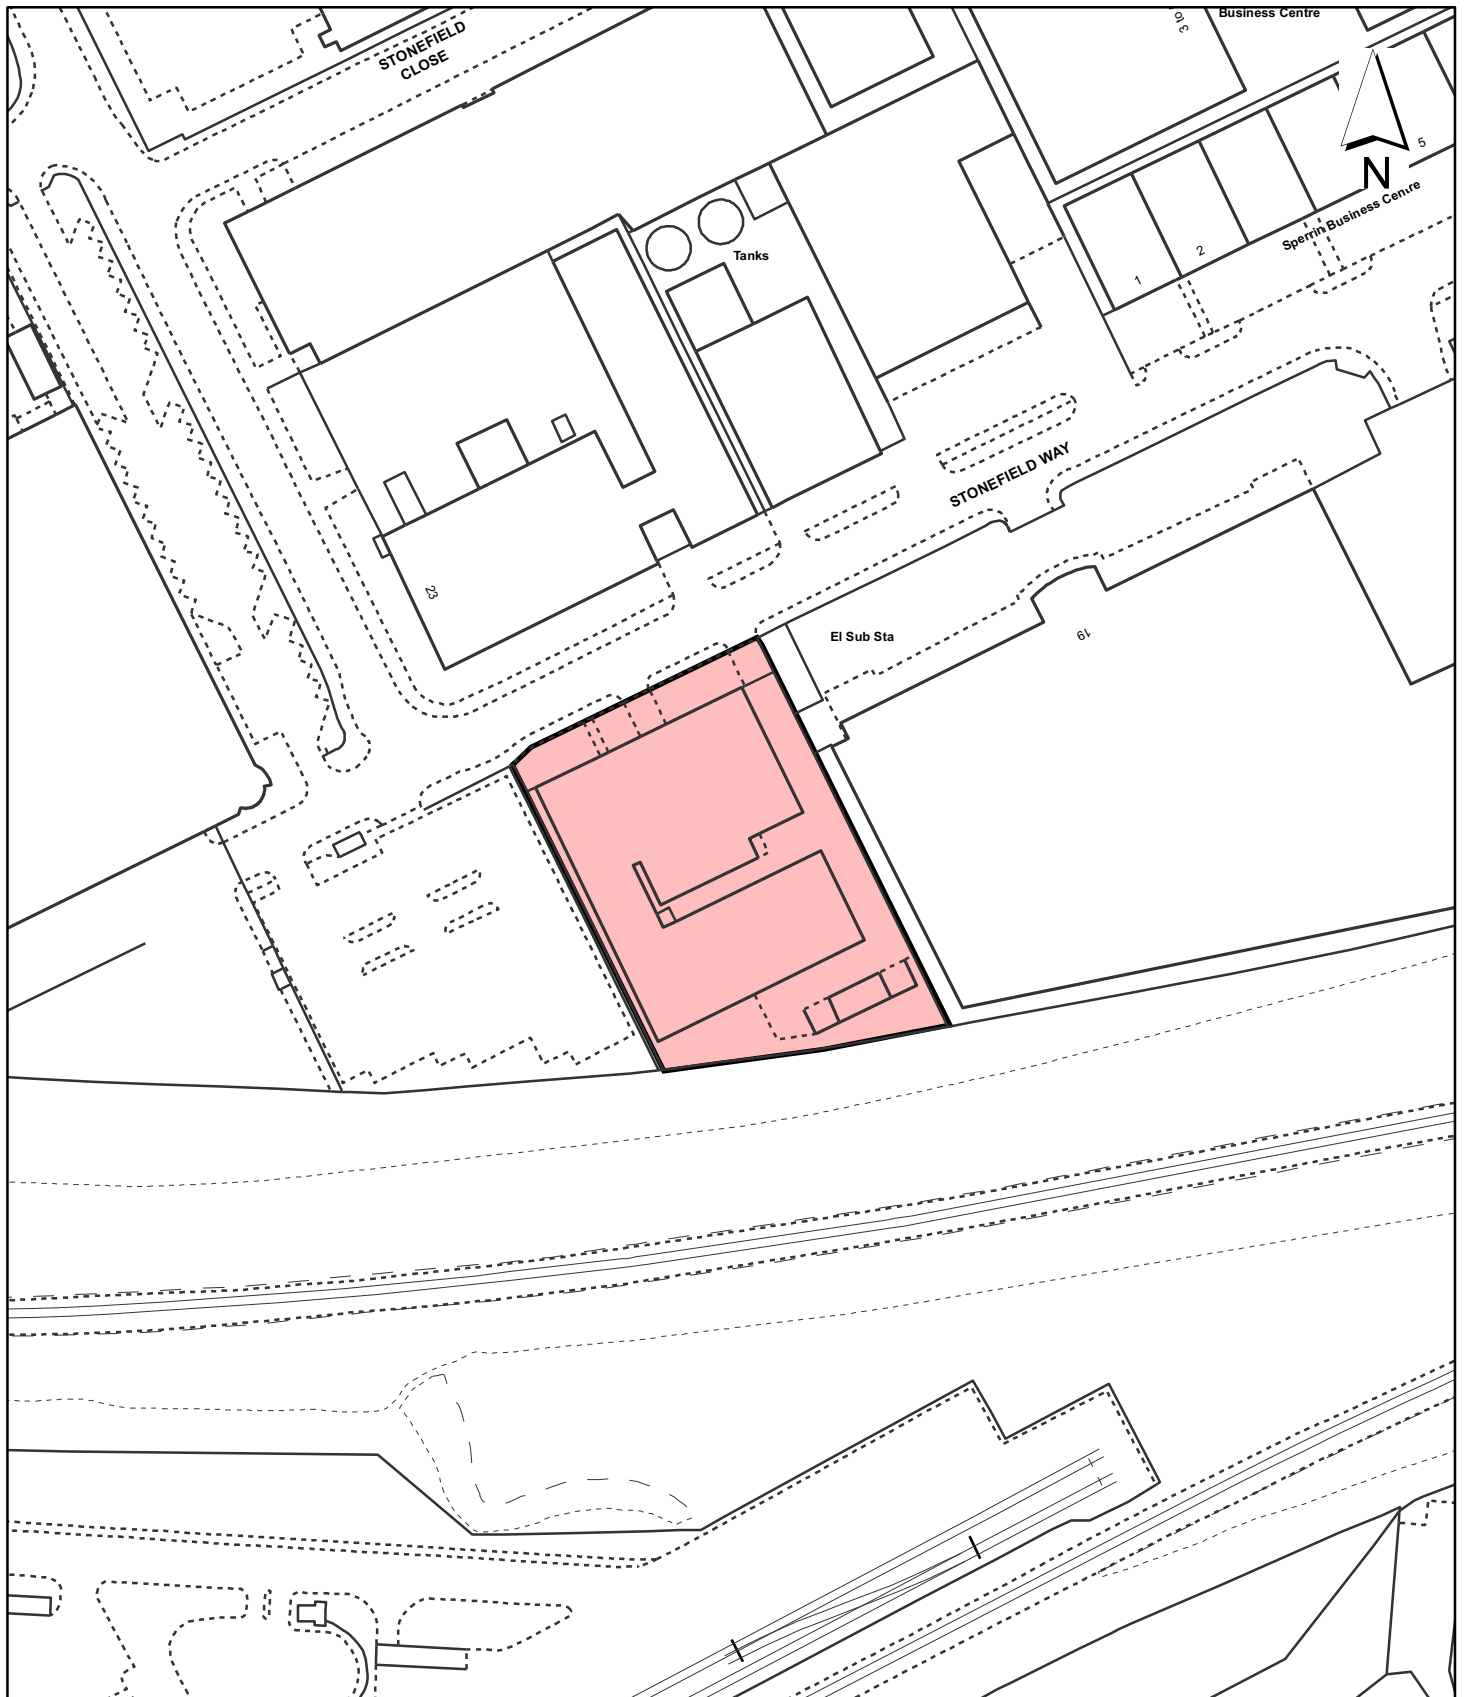 Business Centre
3 to
STONEFIELD
CLOSE
5
N
Sperrin Business Centre
Tanks
2
1
STONEFIELD WAY
23
El Sub Sta
19